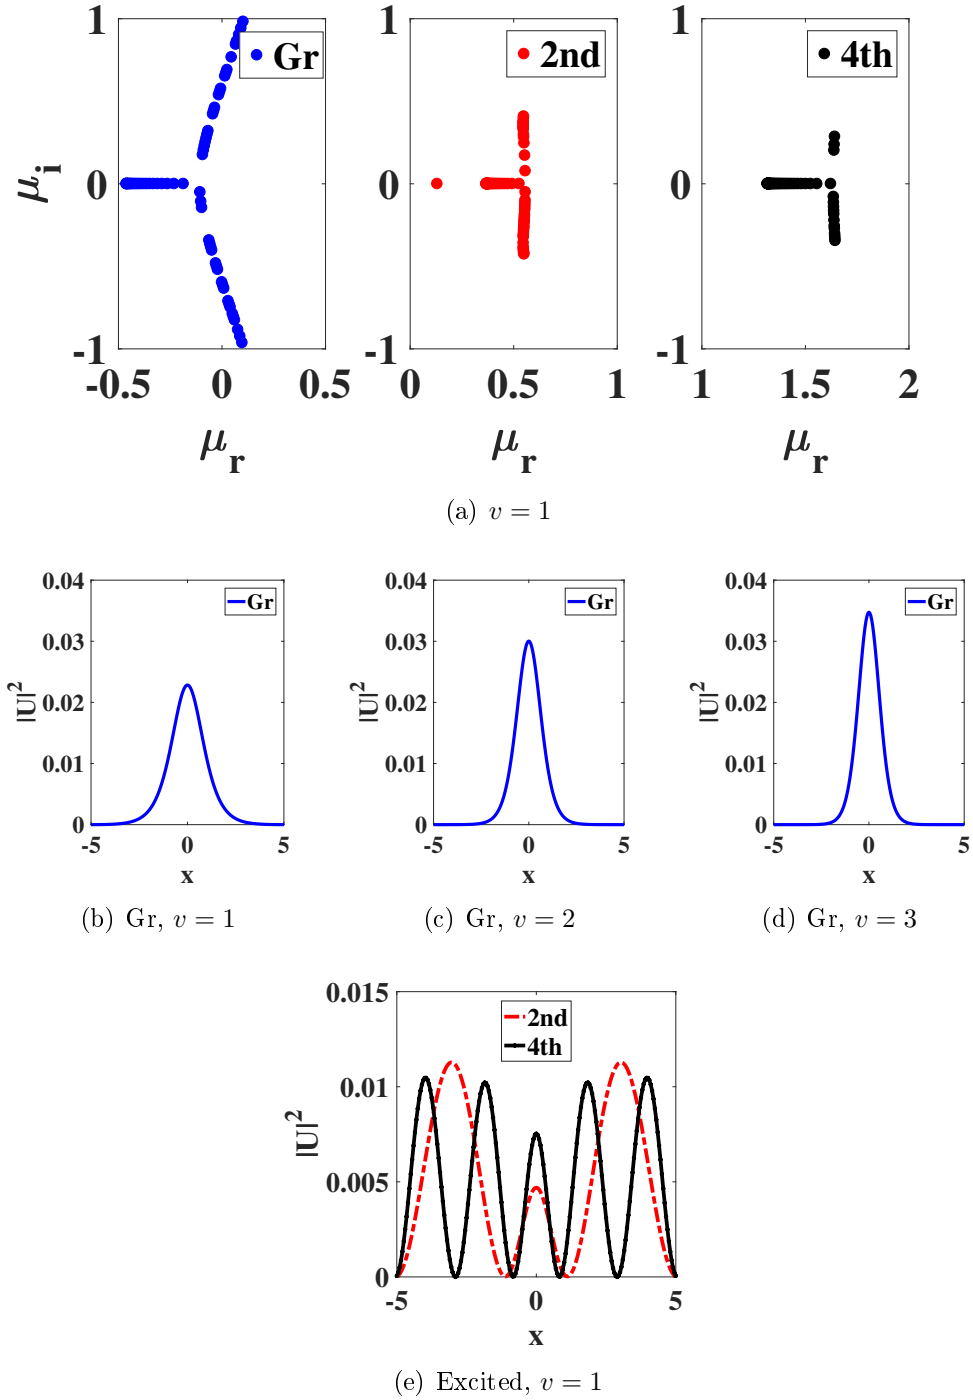 1 1 1
Gr 2nd 4th
μi 0 0 0
-1 -1 -1
-0.5 0 0.5 0 0.5 1 1 1.5 2
μr μr μr
(a) v = 1
0.04 0.04 0.04
Gr Gr Gr
0.03 0.03 0.03
|U|² 0.02 |U|² 0.02 |U|² 0.02
0.01 0.01 0.01
0 0 0
-5 0 5 -5 0 5 -5 0 5
x x x
(b) Gr, v = 1 (c) Gr, v = 2 (d) Gr, v = 3
0.015
2nd
4th
0.01
|U|²
0.005
0
-5 0 5
x
(e) Excited, v = 1